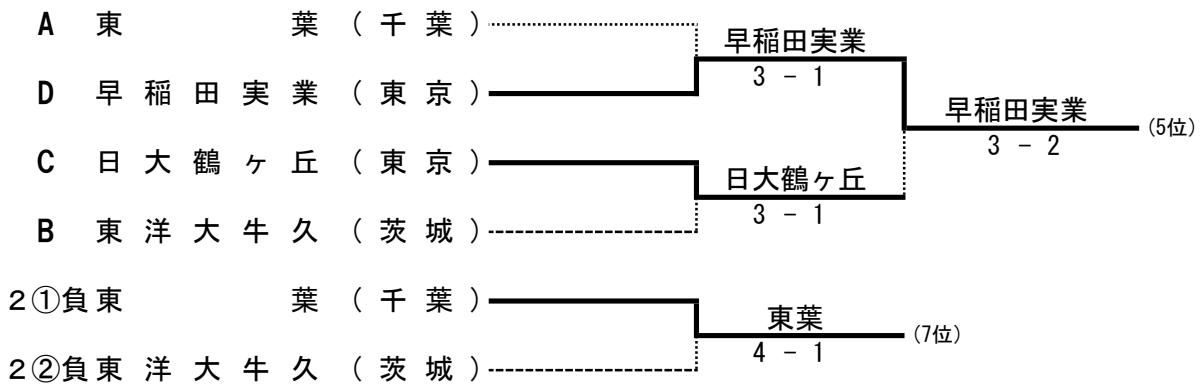 A 東 葉 (千葉)
早稲田実業
3 - 1
D 早稲田実業 (東京)
早稲田実業
3 - 2
(5位)
C 日大鶴ヶ丘 (東京)
日大鶴ヶ丘
3 - 1
B 東洋大牛久 (茨城)
2①負 東 葉 (千葉)
東葉
4 - 1
(7位)
2②負 東洋大牛久 (茨城)